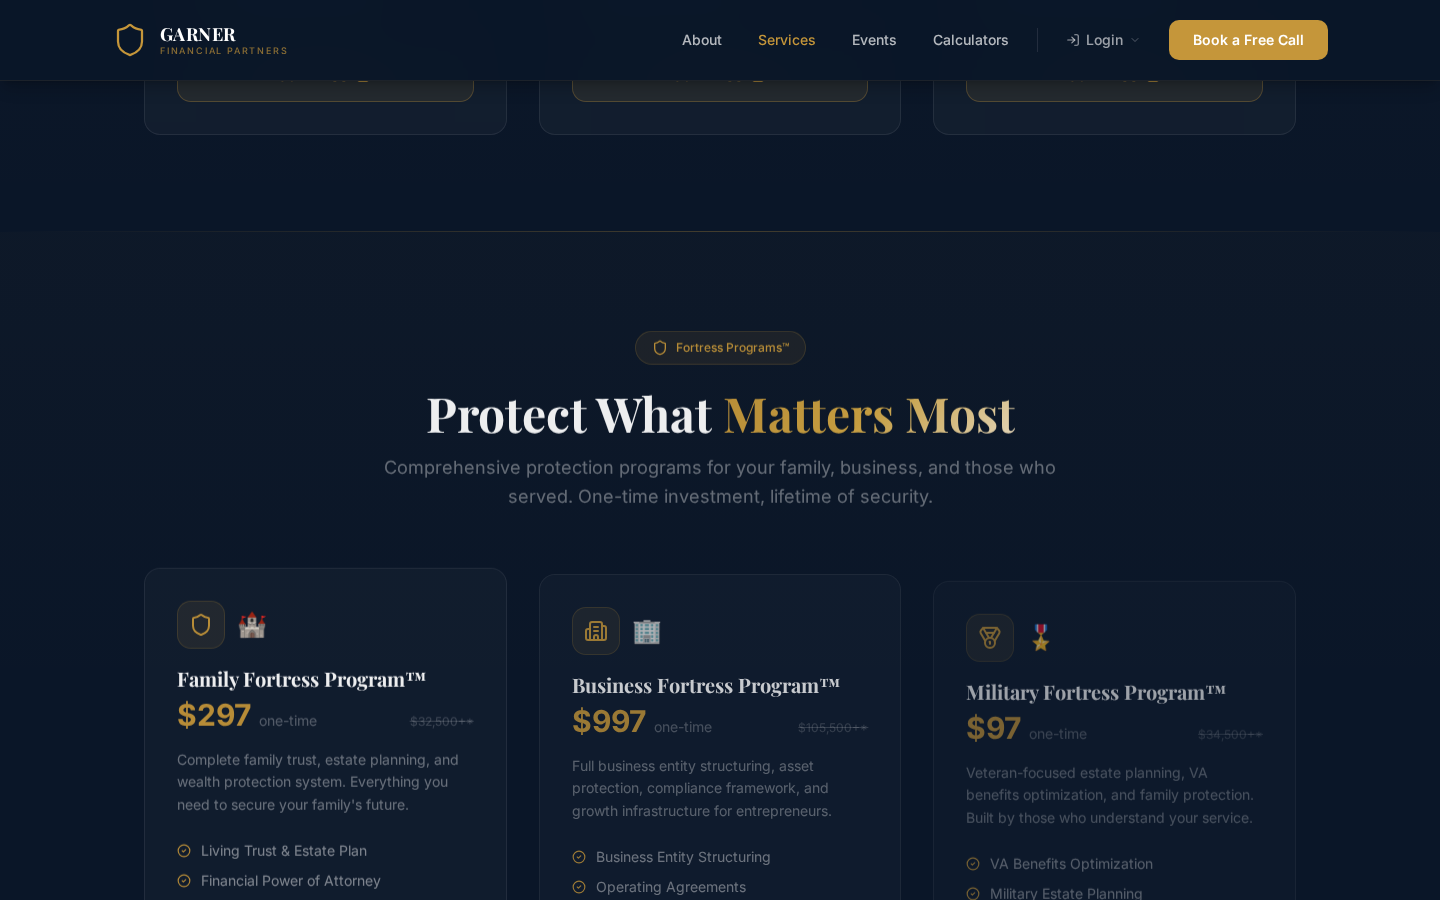 GARNER
FINANCIAL PARTNERS
About
Services
Events
Calculators
Login
Book a Free Call
Fortress Programs™
Protect What Matters Most
Comprehensive protection programs for your family, business, and those who
served. One-time investment, lifetime of security.
Family Fortress Program™
$297 one-time $32,500++
Complete family trust, estate planning, and
wealth protection system. Everything you
need to secure your family's future.
Living Trust & Estate Plan
Financial Power of Attorney
Business Fortress Program™
$997 one-time $105,500++
Full business entity structuring, asset
protection, compliance framework, and
growth infrastructure for entrepreneurs.
Business Entity Structuring
Operating Agreements
Military Fortress Program™
$97 one-time $34,500++
Veteran-focused estate planning, VA
benefits optimization, and family protection.
Built by those who understand your service.
VA Benefits Optimization
Military Estate Planning